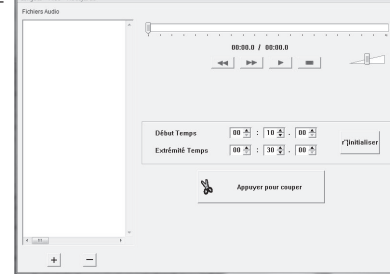 Fichiers Audio
00:00.0 / 00:00.0
Début Temps 00 : 10 . 00
Extrémité Temps 00 : 30 . 00
r'']initialiser
Appuyer pour couper